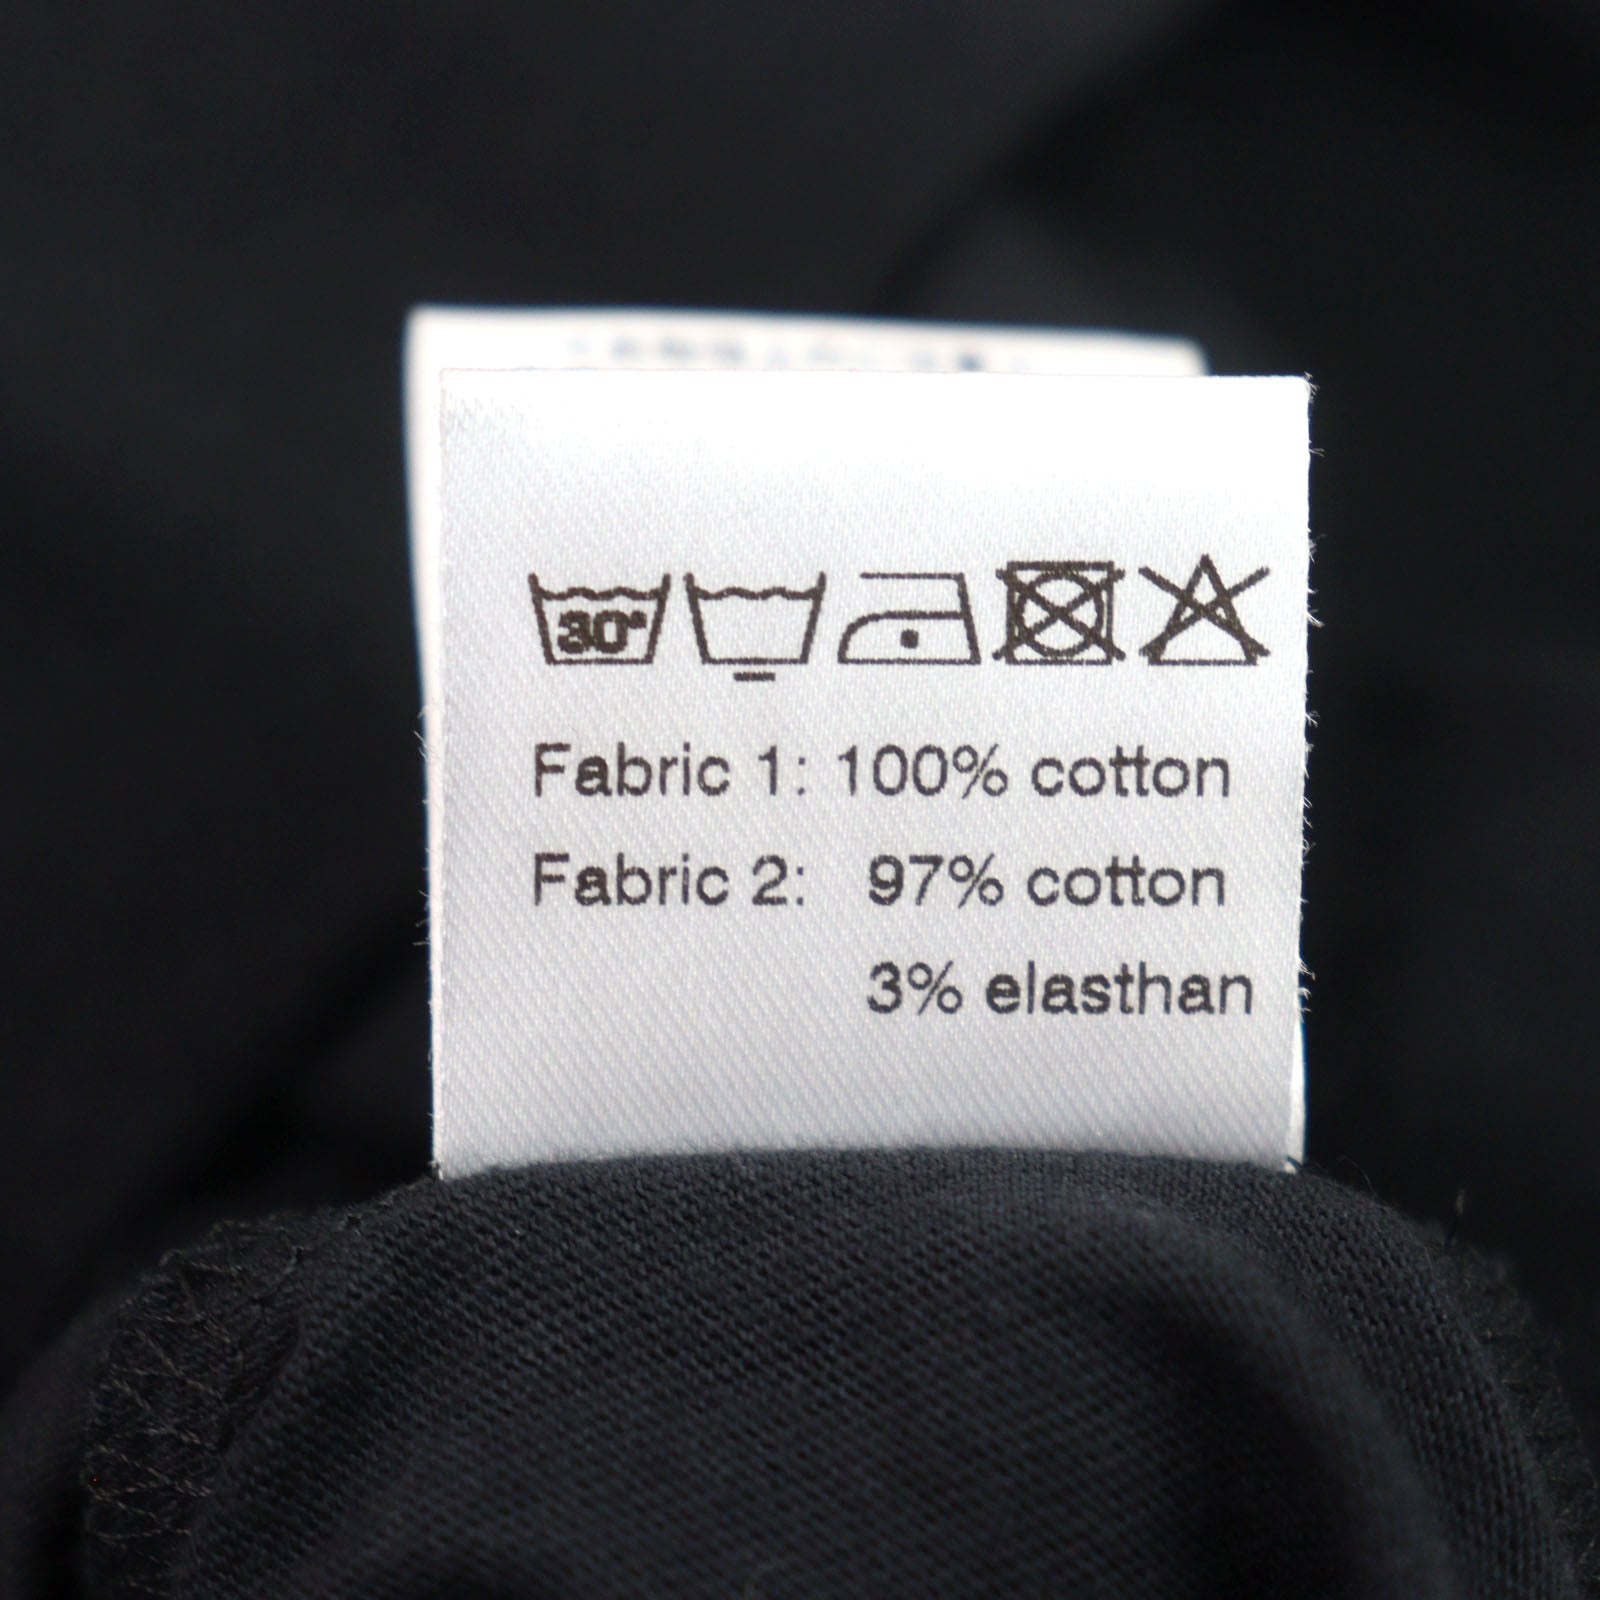 30°
Fabric 1: 100% cotton
Fabric 2: 97% cotton
3% elasthan